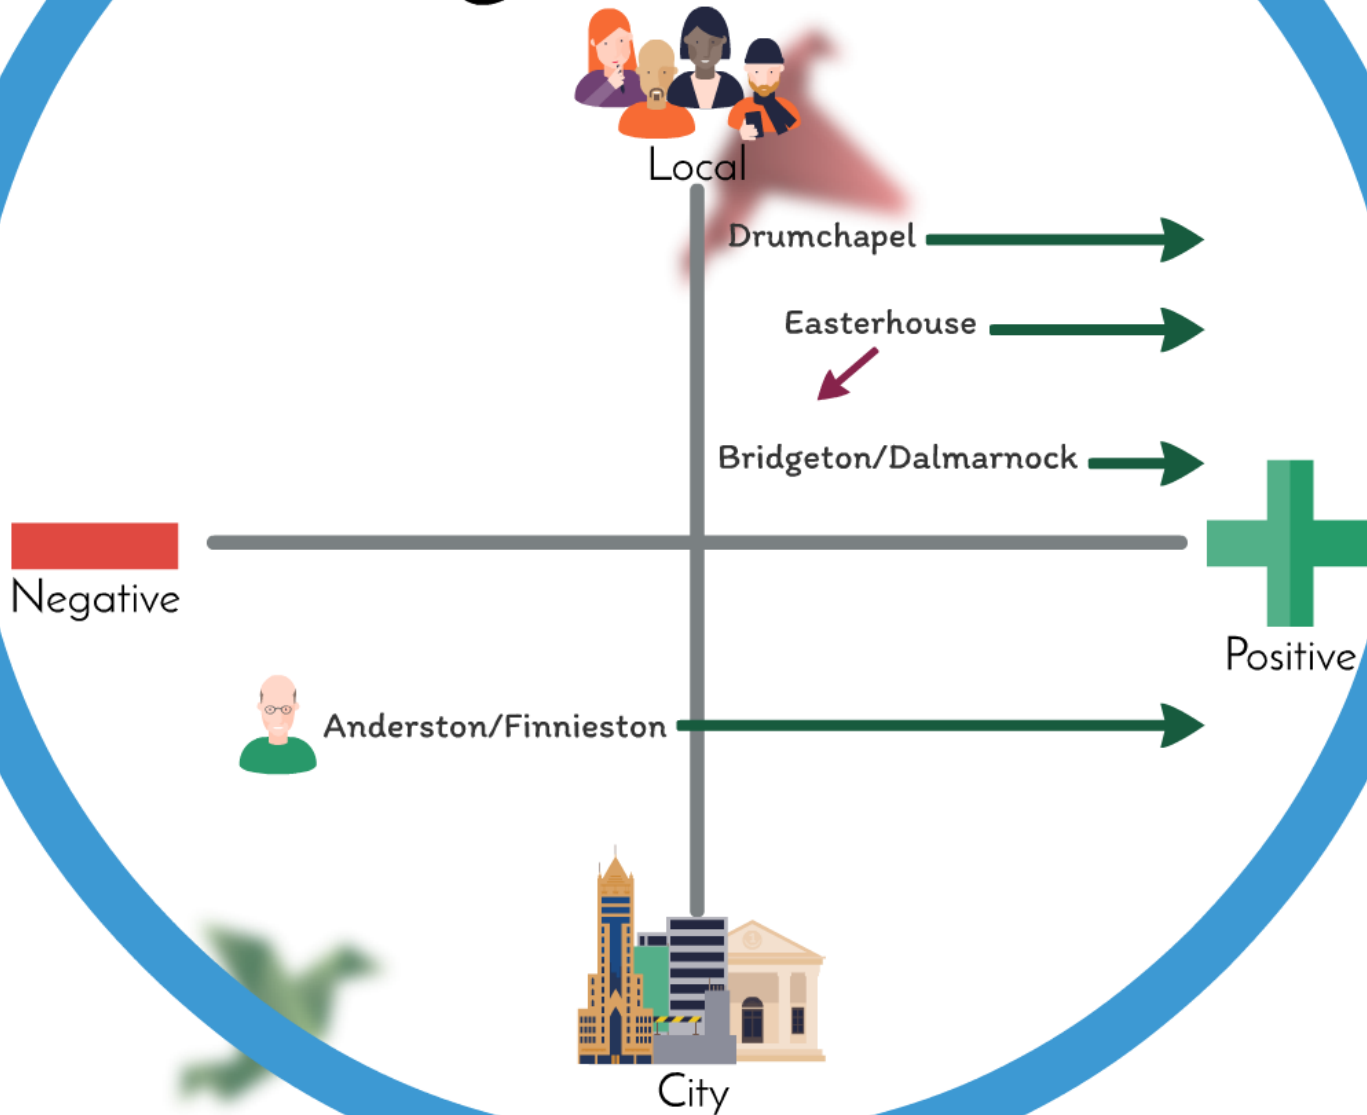 Local
Drumchapel
Easterhouse
Bridgeton/Dalmarnock
Negative
Positive
Anderston/Finnieston
City